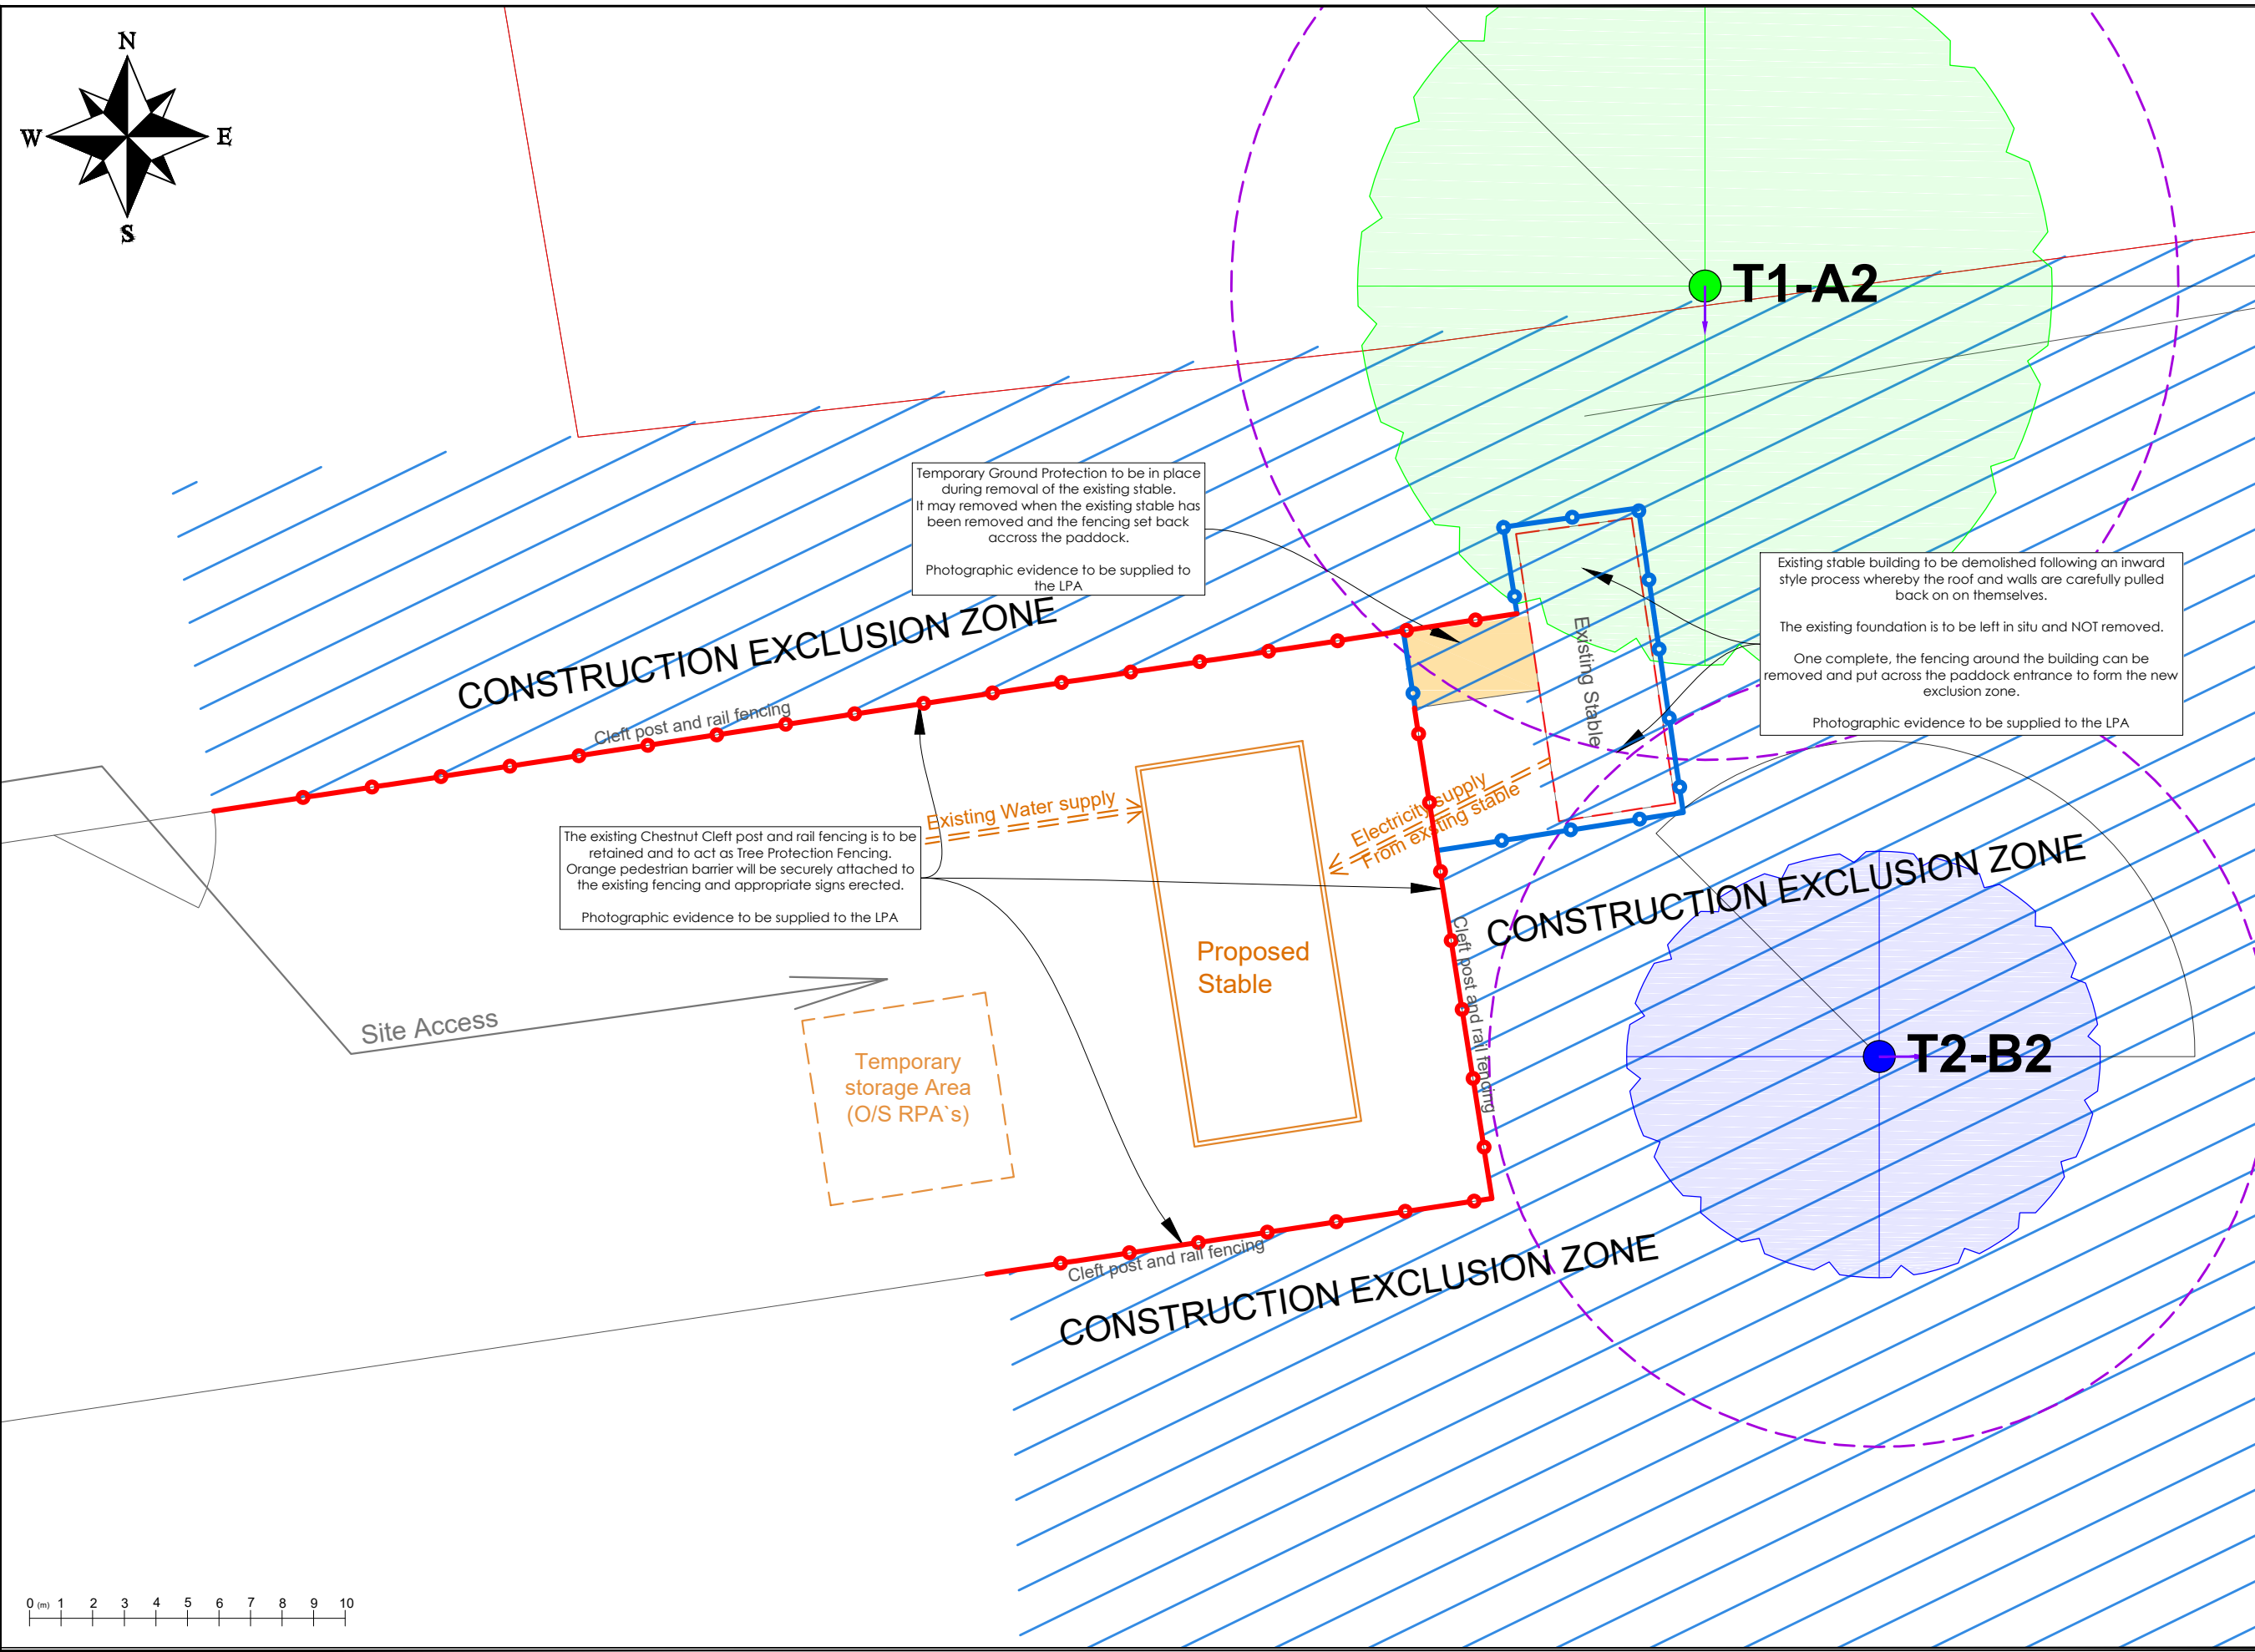 N
W
E
S
T1-A2
Temporary Ground Protection to be in place
during removal of the existing stable.
It may removed when the existing stable has
been removed and the fencing set back
accross the paddock.
Photographic evidence to be supplied to
the LPA
Existing stable building to be demolished following an inward
style process whereby the roof and walls are carefully pulled
back on on themselves.
The existing foundation is to be left in situ and NOT removed.
One complete, the fencing around the building can be
removed and put across the paddock entrance to form the new
exclusion zone.
Photographic evidence to be supplied to the LPA
CONSTRUCTION EXCLUSION ZONE
Cleft post and rail fencing
Existing Stable
Existing Water supply
Electricity supply
From existing stable
The existing Chestnut Cleft post and rail fencing is to be
retained and to act as Tree Protection Fencing.
Orange pedestrian barrier will be securely attached to
the existing fencing and appropriate signs erected.
Photographic evidence to be supplied to the LPA
CONSTRUCTION EXCLUSION ZONE
Cleft post and rail fencing
Proposed
Stable
Site Access
Temporary
storage Area
(O/S RPA`s)
T2-B2
Cleft post and rail fencing
CONSTRUCTION EXCLUSION ZONE
0 (m) 1 2 3 4 5 6 7 8 9 10